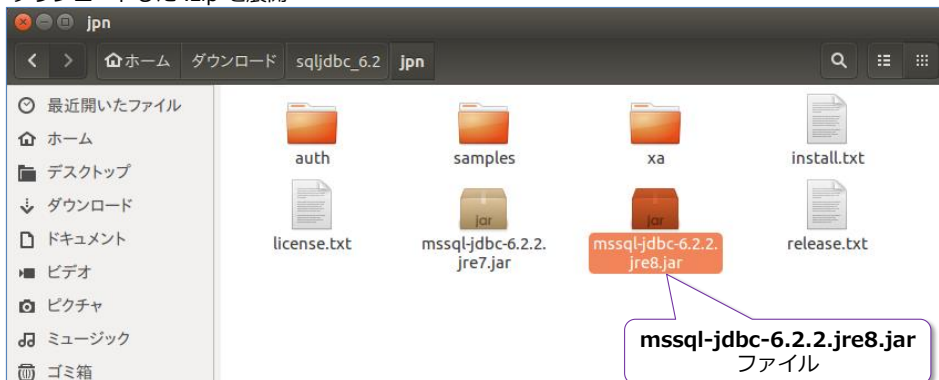 jpn
ホーム ダウンロード sqljdbc_6.2 jpn
最近開いたファイル
ホーム
デスクトップ
ダウンロード
ドキュメント
ビデオ
ピクチャ
ミュージック
ゴミ箱
auth
samples
xa
install.txt
license.txt
mssql-jdbc-6.2.2.
jre7.jar
mssql-jdbc-6.2.2.
jre8.jar
release.txt
jar
jar
mssql-jdbc-6.2.2.jre8.jar
ファイル